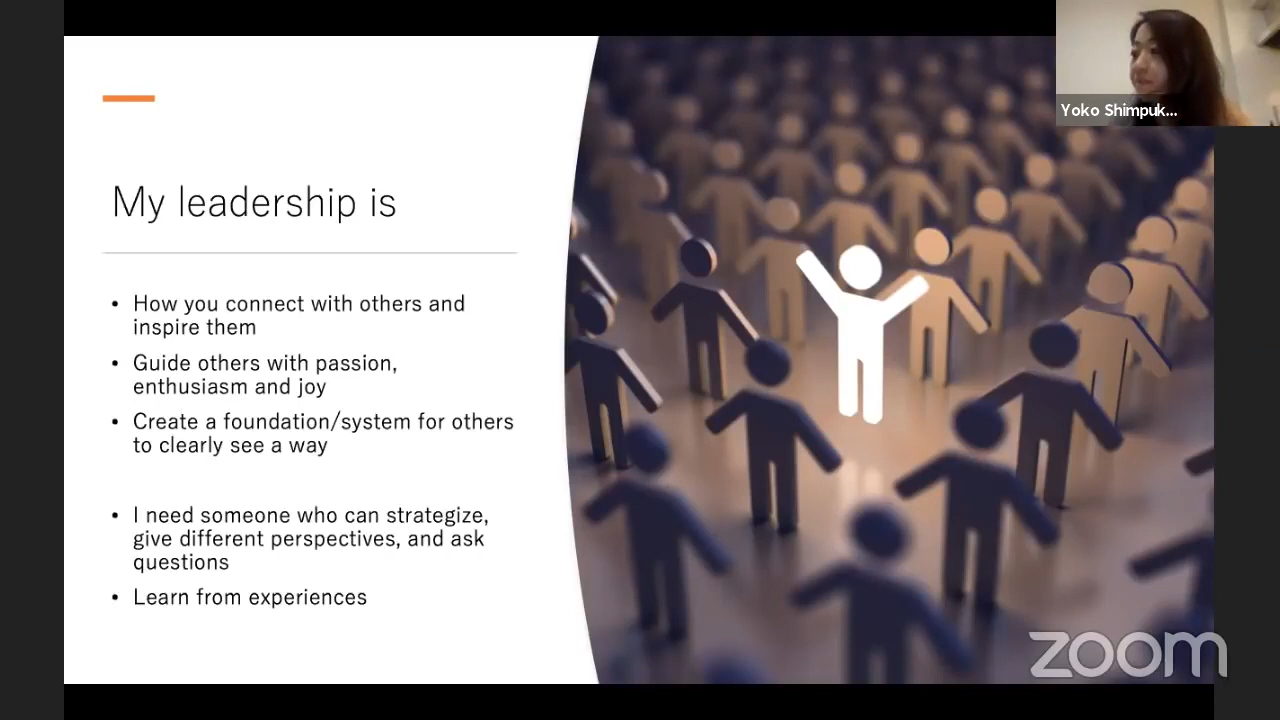 Yoko Shimpuk...
My leadership is
• How you connect with others and
inspire them
• Guide others with passion,
enthusiasm and joy
• Create a foundation/system for others
to clearly see a way
• I need someone who can strategize,
give different perspectives, and ask
questions
• Learn from experiences
zoom